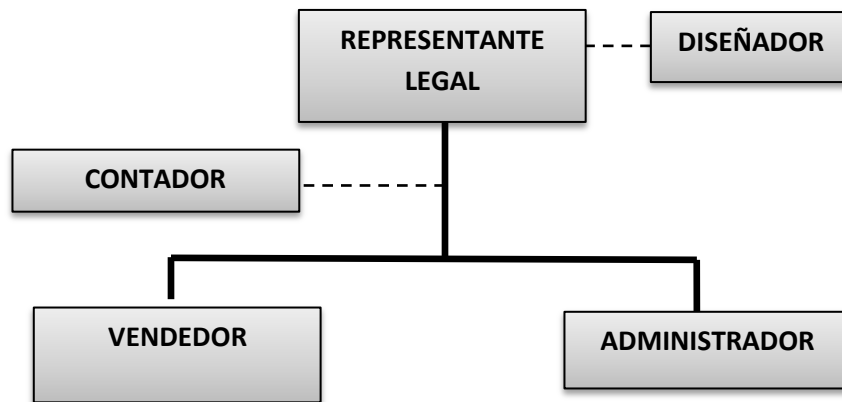 REPRESENTANTE
LEGAL
DISEÑADOR
CONTADOR
VENDEDOR
ADMINISTRADOR